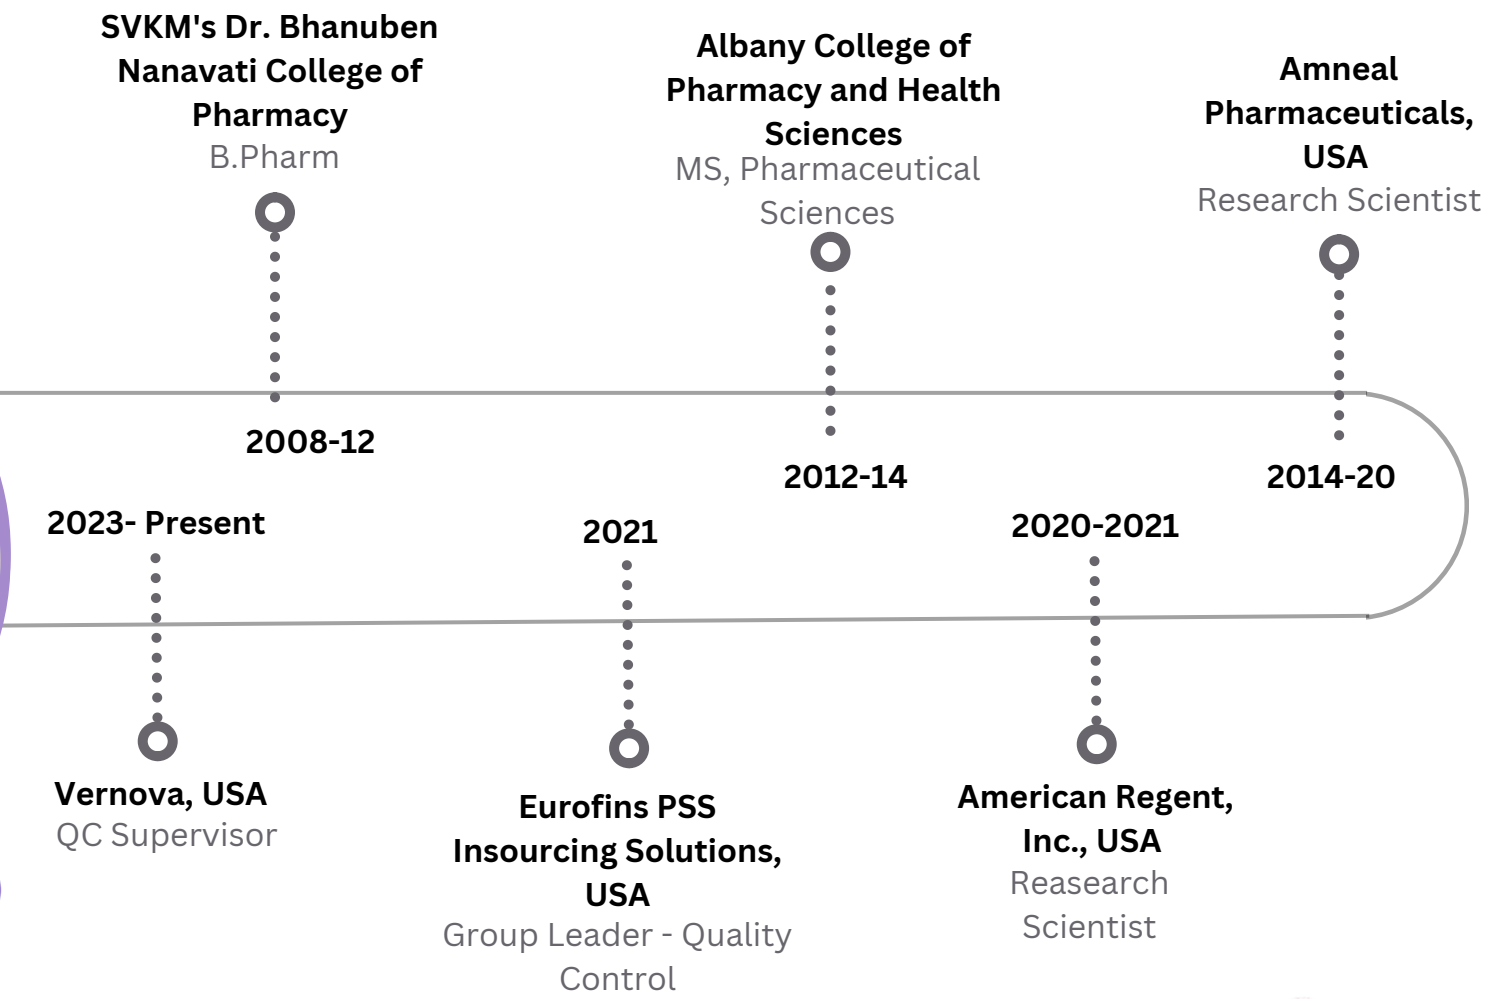 SVKM's Dr. Bhanuben
Nanavati College of
Pharmacy
B.Pharm
2008-12
Albany College of
Pharmacy and Health
Sciences
MS, Pharmaceutical
Sciences
2012-14
Amneal
Pharmaceuticals,
USA
Research Scientist
2014-20
2020-2021
American Regent,
Inc., USA
Reasearch
Scientist
2021
Eurofins PSS
Insourcing Solutions,
USA
Group Leader - Quality
Control
2023- Present
Vernova, USA
QC Supervisor